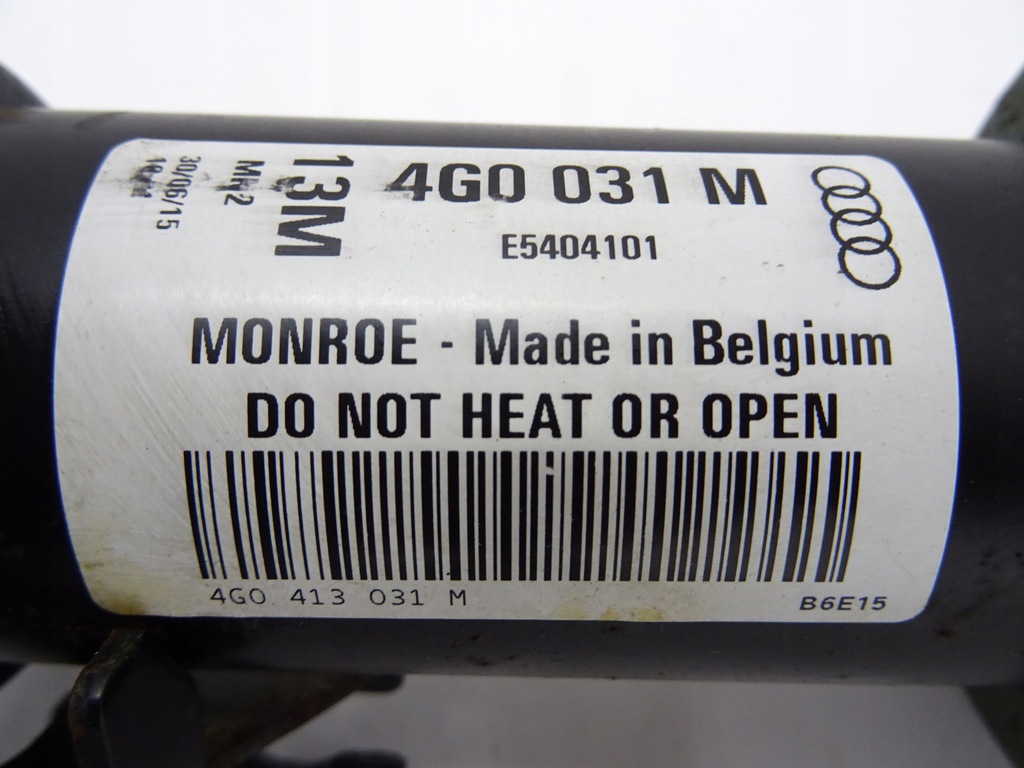 4G0 031 M
E5404101
13M
30/06/15
MONROE - Made in Belgium
DO NOT HEAT OR OPEN
4G0 413 031 M
B6E15